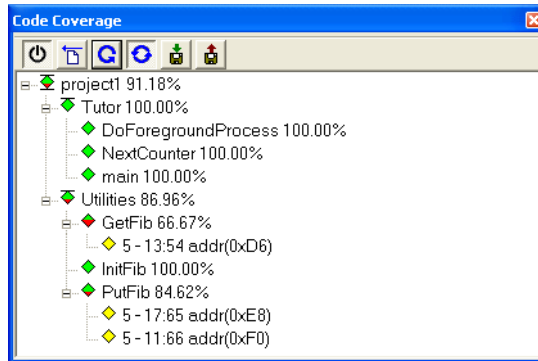 Code Coverage
project1 91.18%
Tutor 100.00%
DoForegroundProcess 100.00%
NextCounter 100.00%
main 100.00%
Utilities 86.96%
GetFib 66.67%
5 - 13:54 addr(0xD6)
InitFib 100.00%
PutFib 84.62%
5 - 17:65 addr(0xE8)
5 - 11:66 addr(0xF0)